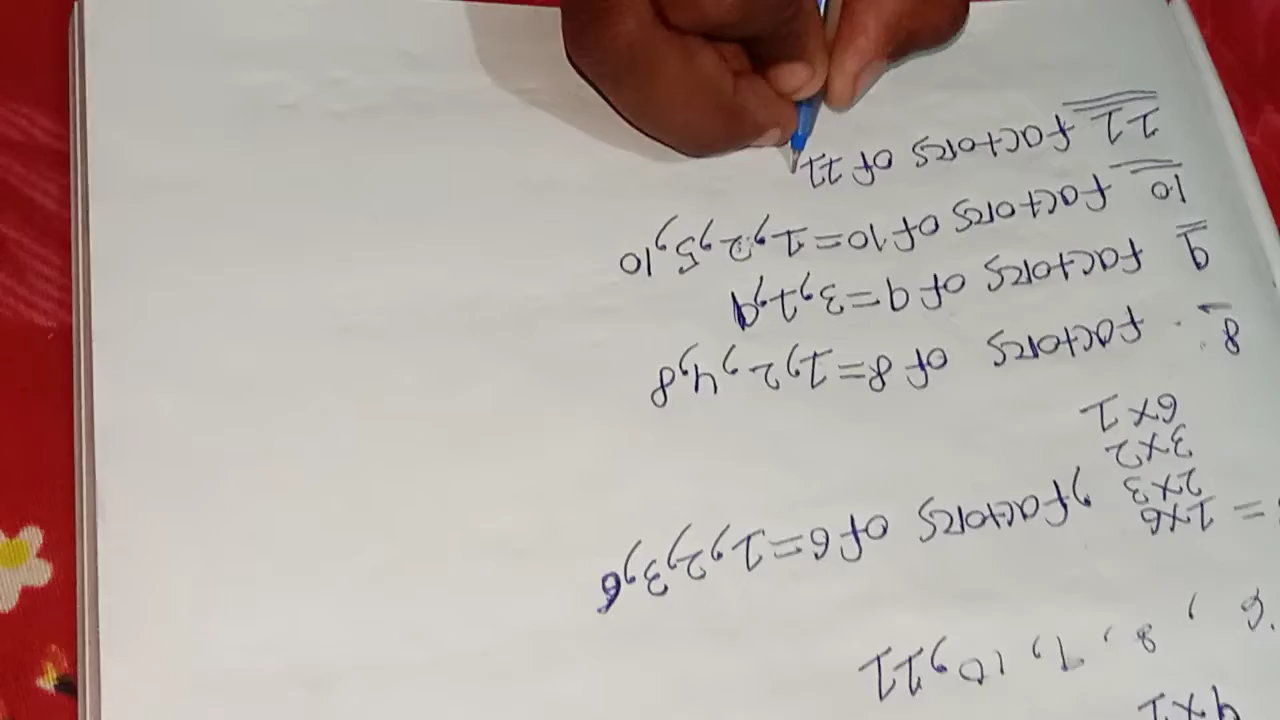 4x1
6, 8, 9, 10, 11
= 1x6
2x3 , Factors of 6=1, 2, 3, 6
3x2
6x1
8. Factors of 8=1, 2, 4, 8
9 Factors of 9=3, 1, 9
10 Factors of 10=1, 2, 5, 10
11 Factors of 11